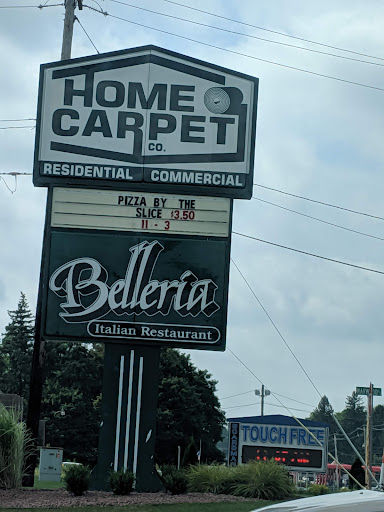 HOME
CARPET
CO.
RESIDENTIAL COMMERCIAL
PIZZA BY THE
SLICE $3.50
11 - 3
Belleria
Italian Restaurant
TOUCH FREE